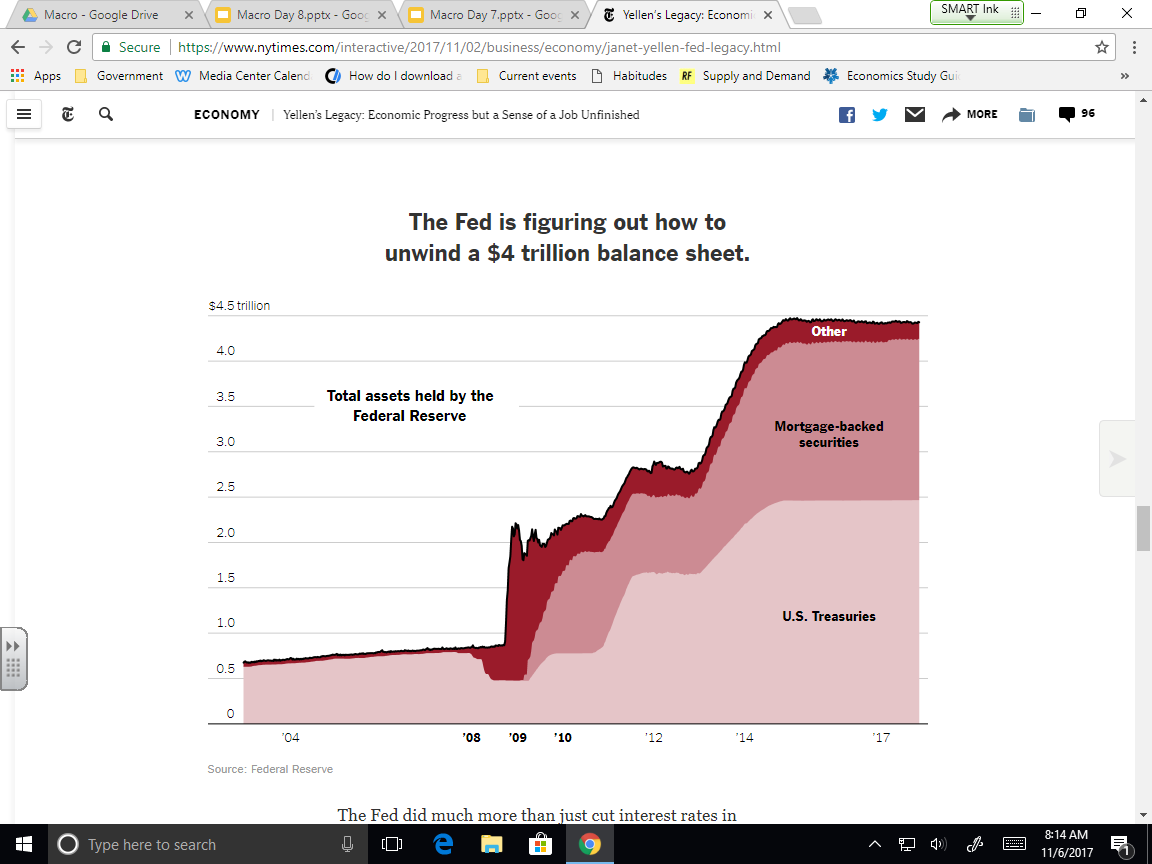 Macro - Google Drive
Macro Day 8.pptx - Goog
Macro Day 7.pptx - Goog
Yellen's Legacy: Economi
SMART Ink
Secure
https://www.nytimes.com/interactive/2017/11/02/business/economy/janet-yellen-fed-legacy.html
Apps
Government
Media Center Calend
How do I download a
Current events
Habitudes
RF
Supply and Demand
Economics Study Gui
ECONOMY
Yellen's Legacy: Economic Progress but a Sense of a Job Unfinished
MORE
96
The Fed is figuring out how to
unwind a $4 trillion balance sheet.
$4.5 trillion
4.0
3.5
3.0
2.5
2.0
1.5
1.0
0.5
0
Total assets held by the
Federal Reserve
Other
Mortgage-backed
securities
U.S. Treasuries
'04
'08
'09
'10
'12
'14
'17
Source: Federal Reserve
The Fed did much more than just cut interest rates in
Type here to search
8:14 AM
11/6/2017
1